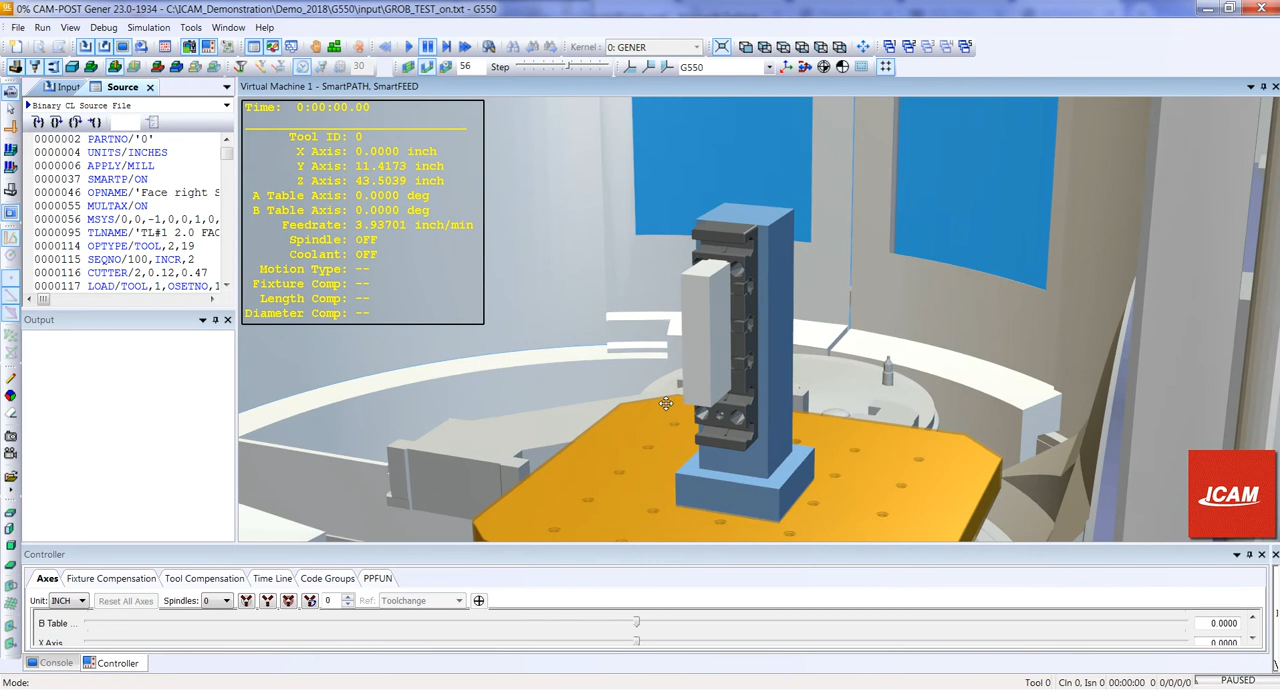 0% CAM-POST Gener 23.0-1934 - C:\ICAM_Demonstration\Demo_2018\G550\input\GROB_TEST_on.txt - G550
File Run View Debug Simulation Tools Window Help
Kernel: 0: GENER
30 56 Step G550
Input Source
Virtual Machine 1 - SmartPATH, SmartFEED
Binary CL Source File
0000002 PARTNO/'0'
0000004 UNITS/INCHES
0000006 APPLY/MILL
0000037 SMARTP/ON
0000046 OPNAME/'Face right S
0000055 MULTAX/ON
0000056 MSYS/0,0,-1,0,0,1,0,
0000095 TLNAME/'TL#1 2.0 FAC
0000114 OPTYPE/TOOL,2,19
0000115 SEQNO/100,INCR,2
0000116 CUTTER/2,0.12,0.47
0000117 LOAD/TOOL,1,OSETNO,1
Time: 0:00:00.00
Tool ID: 0
X Axis: 0.0000 inch
Y Axis: 11.4173 inch
Z Axis: 43.5039 inch
A Table Axis: 0.0000 deg
B Table Axis: 0.0000 deg
Feedrate: 3.93701 inch/min
Spindle: OFF
Coolant: OFF
Motion Type: --
Fixture Comp: --
Length Comp: --
Diameter Comp: --
Output
ICAM
Controller
Axes Fixture Compensation Tool Compensation Time Line Code Groups PPFUN
Unit: INCH Reset All Axes Spindles: 0 0 Ref: Toolchange
B Table ... 0.0000
X Axis 0.0000
Console Controller
Mode: Tool 0 Cln 0, Isn 0 00:00:00 0 0/0/0/0 PAUSED